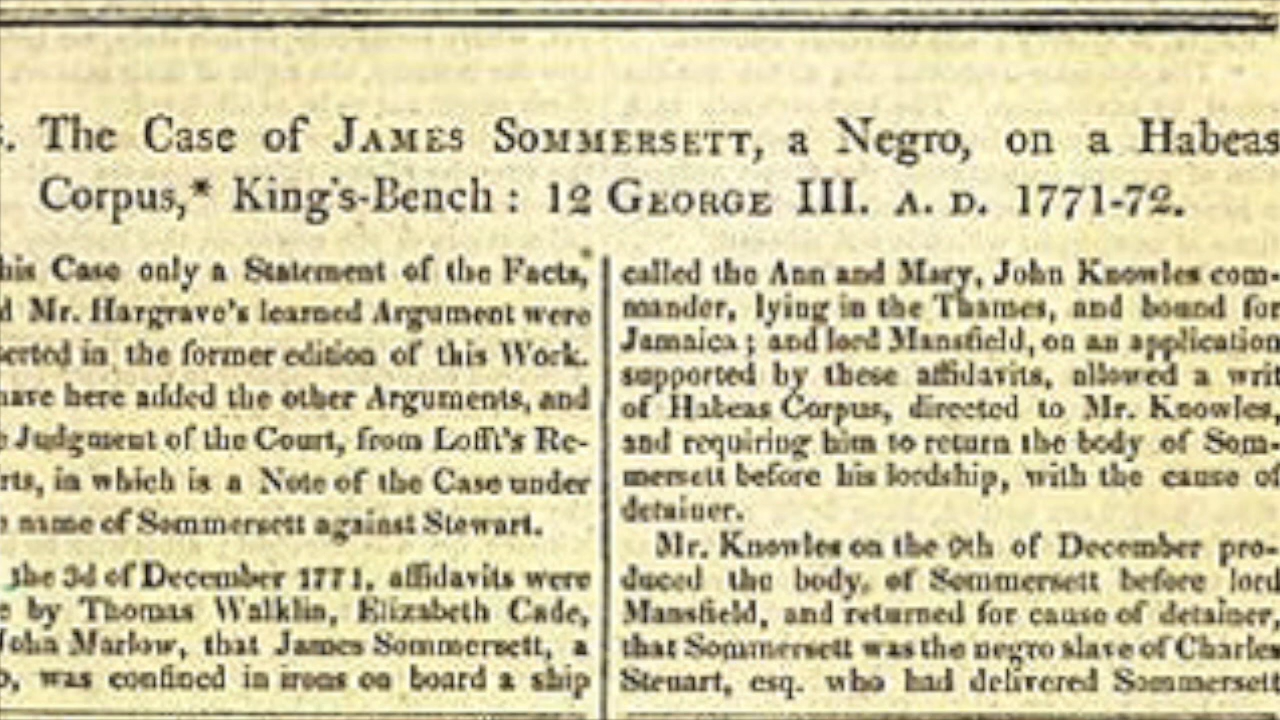 . The Case of JAMES SOMMERSETT, a Negro, on a Habeas
Corpus,* King's-Bench : 12 GEORGE III. A. D. 1771-72.
his Case only a Statement of the Facts,
d Mr. Hargrave's learned Argument were
serted in the former edition of this Work.
have here added the other Arguments, and
e Judgment of the Court, from Lofft's Re-
rts, in which is a Note of the Case under
e name of Sommersett against Stewart.
the 3d of December 1771, affidavits were
e by Thomas Walklin, Elizabeth Cade,
John Marlow, that James Sommersett, a
o, was confined in irons on board a ship
called the Ann and Mary, John Knowles com-
mander, lying in the Thames, and bound for
Jamaica ; and lord Mansfield, on an application
supported by these affidavits, allowed a writ
of Habeas Corpus, directed to Mr. Knowles,
and requiring him to return the body of Som-
mersett before his lordship, with the cause of
detainer.
Mr. Knowles on the 9th of December pro-
duced the body of Sommersett before lord
Mansfield, and returned for cause of detainer,
that Sommersett was the negro slave of Charles
Steuart, esq. who had delivered Sommersett